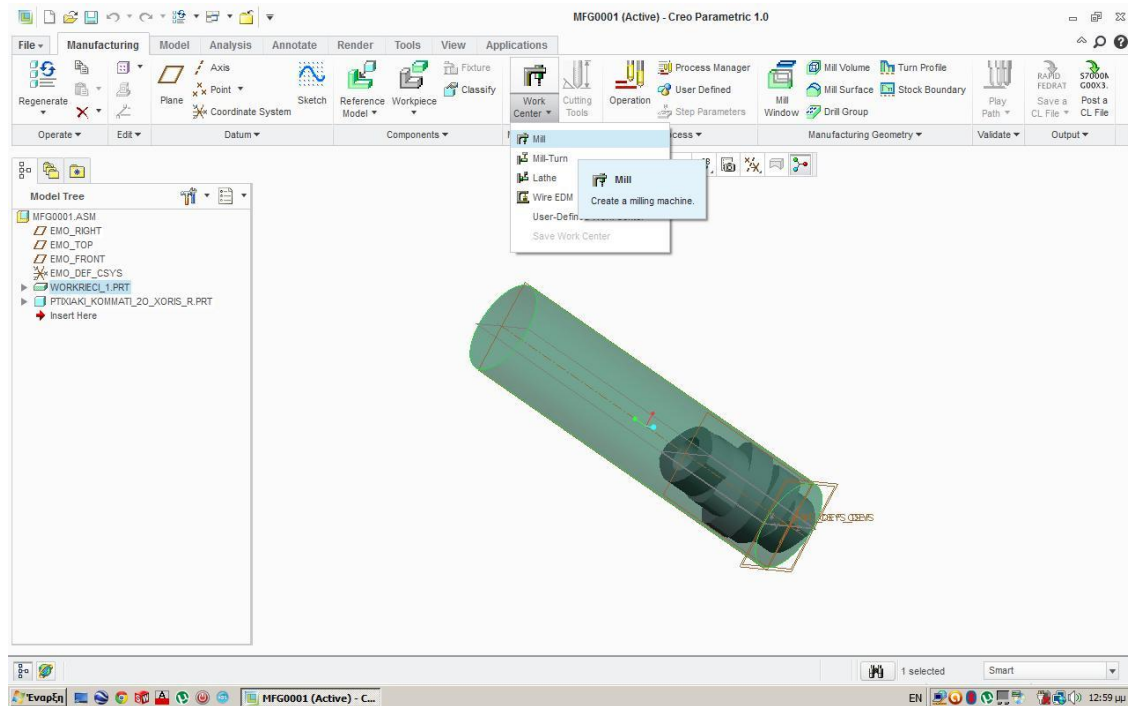 MFG0001 (Active) - Creo Parametric 1.0
File Manufacturing Model Analysis Annotate Render Tools View Applications
Regenerate
Operate
Edit
Plane
Axis
Point
Coordinate System
Sketch
Datum
Reference Model
Workpiece
Fixture
Classify
Components
Work Center
Cutting Tools
Operation
Process Manager
User Defined
Step Parameters
Mill Window
Mill Volume
Mill Surface
Drill Group
Turn Profile
Stock Boundary
Manufacturing Geometry
Play Path
Validate
RAPID
FEDRAT
Save a CL File
G00X3.
Post a CL File
Output
Mill
Mill-Turn
Lathe
Wire EDM
Save Work Center
Mill
Create a milling machine.
Model Tree
MFG0001.ASM
EMO_RIGHT
EMO_TOP
EMO_FRONT
EMO_DEF_CSYS
WORKRIECI_1.PRT
PTIXIAKI_KOMMATI_2O_XORIS_R.PRT
Insert Here
1 selected
Smart
Έναρξη
MFG0001 (Active) - C...
EN
12:59 μμ